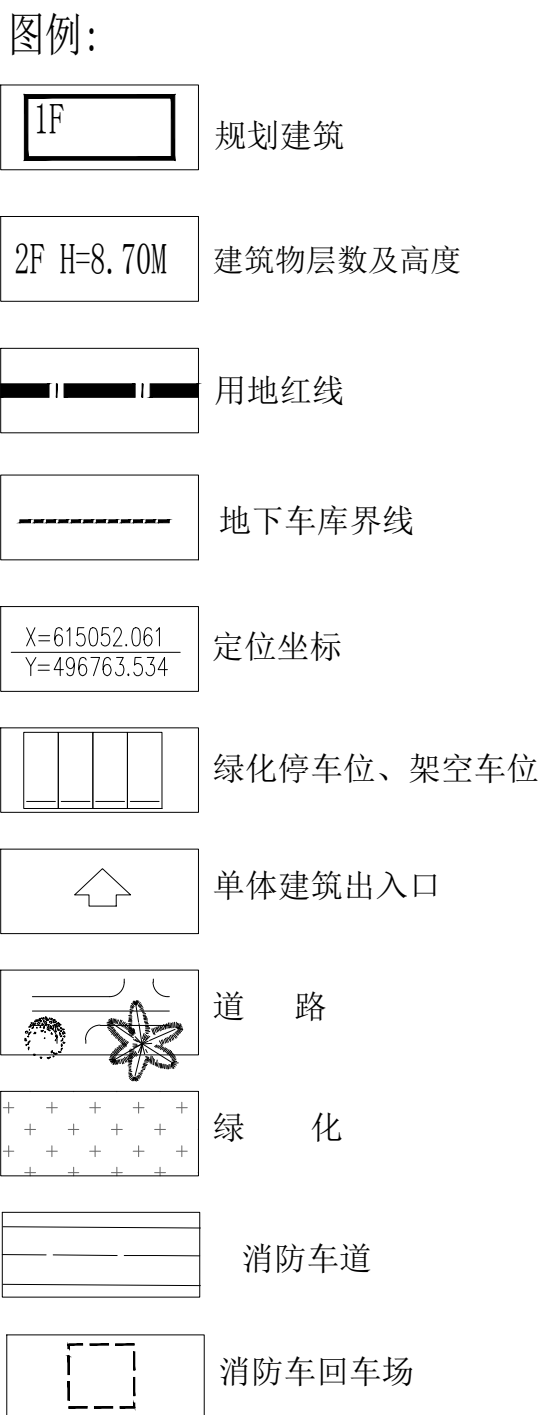 图例:
1F
规划建筑
2F H=8.70M
建筑物层数及高度
用地红线
地下车库界线
X=615052.061
Y=496763.534
定位坐标
绿化停车位、架空车位
单体建筑出入口
道 路
绿 化
消防车道
消防车回车场